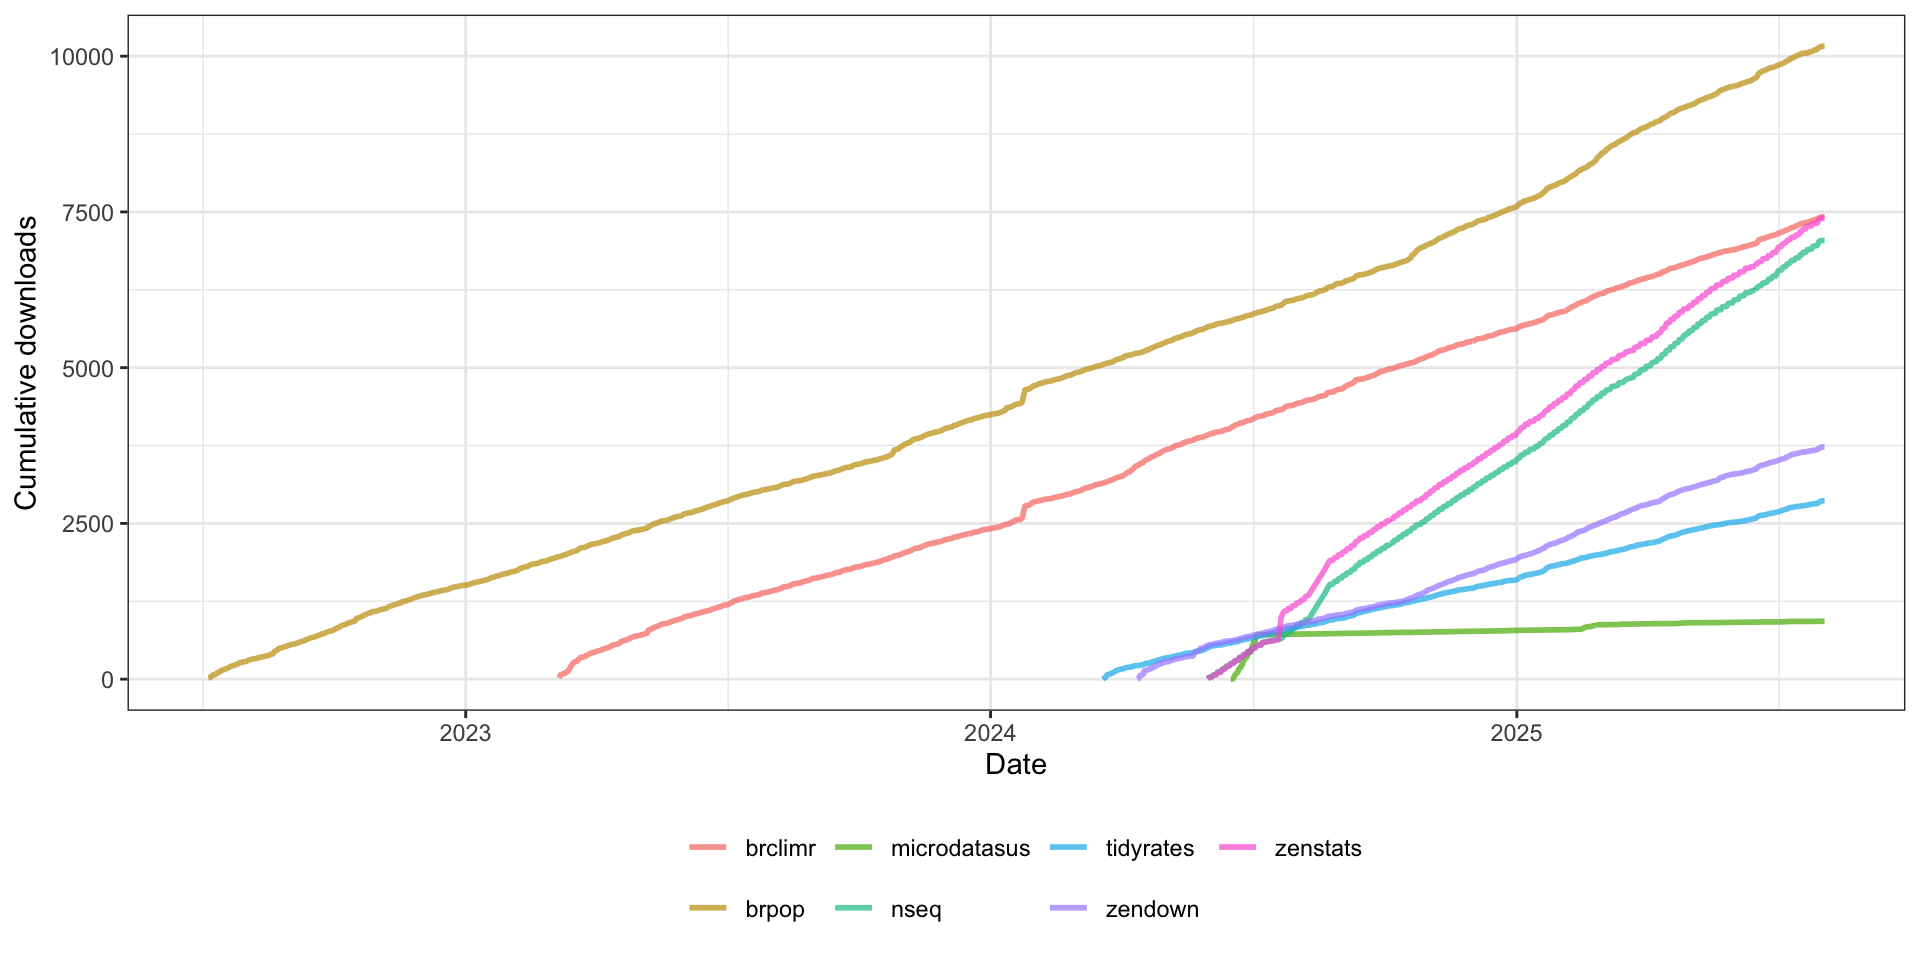 10000
7500
5000
2500
0
Cumulative downloads
2023 2024 2025
Date
brclimr microdatasus tidyrates zenstats
brpop nseq zendown